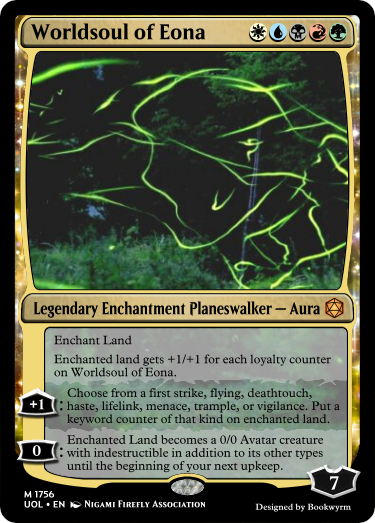 Worldsoul of Eona
Legendary Enchantment Planeswalker — Aura
Enchant Land
Enchanted land gets +1/+1 for each loyalty counter
on Worldsoul of Eona.
+1: Choose from a first strike, flying, deathtouch,
haste, lifelink, menace, trample, or vigilance. Put a
keyword counter of that kind on enchanted land.
0: Enchanted Land becomes a 0/0 Avatar creature
with indestructible in addition to its other types
until the beginning of your next upkeep.
7
M 1756
UOL • EN Nigami Firefly Association
Designed by Bookwyrm